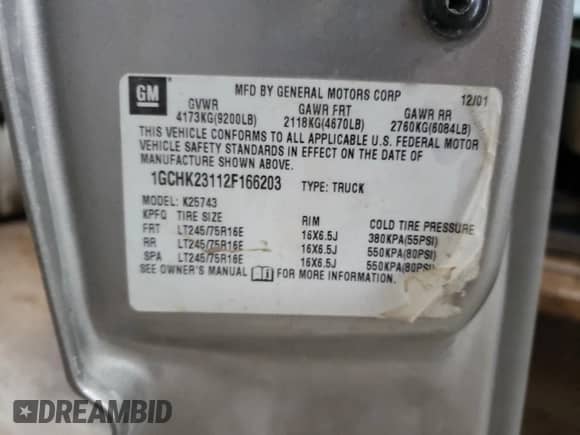 GM
MFD BY GENERAL MOTORS CORP
12/01
GVWR GAWR FRT GAWR RR
4173KG(9200LB) 2118KG(4670LB) 2760KG(6084LB)
THIS VEHICLE CONFORMS TO ALL APPLICABLE U.S. FEDERAL MOTOR
VEHICLE SAFETY STANDARDS IN EFFECT ON THE DATE OF
MANUFACTURE SHOWN ABOVE.
1GCHK23112F166203 TYPE: TRUCK
MODEL: K25743
KPFQ TIRE SIZE RIM COLD TIRE PRESSURE
FRT LT245/75R16E 16X6.5J 380KPA(55PSI)
RR LT245/75R16E 16X6.5J 550KPA(80PSI)
SPA LT245/75R16E 16X6.5J 550KPA(80PSI)
SEE OWNER'S MANUAL FOR MORE INFORMATION.
DREAMBID